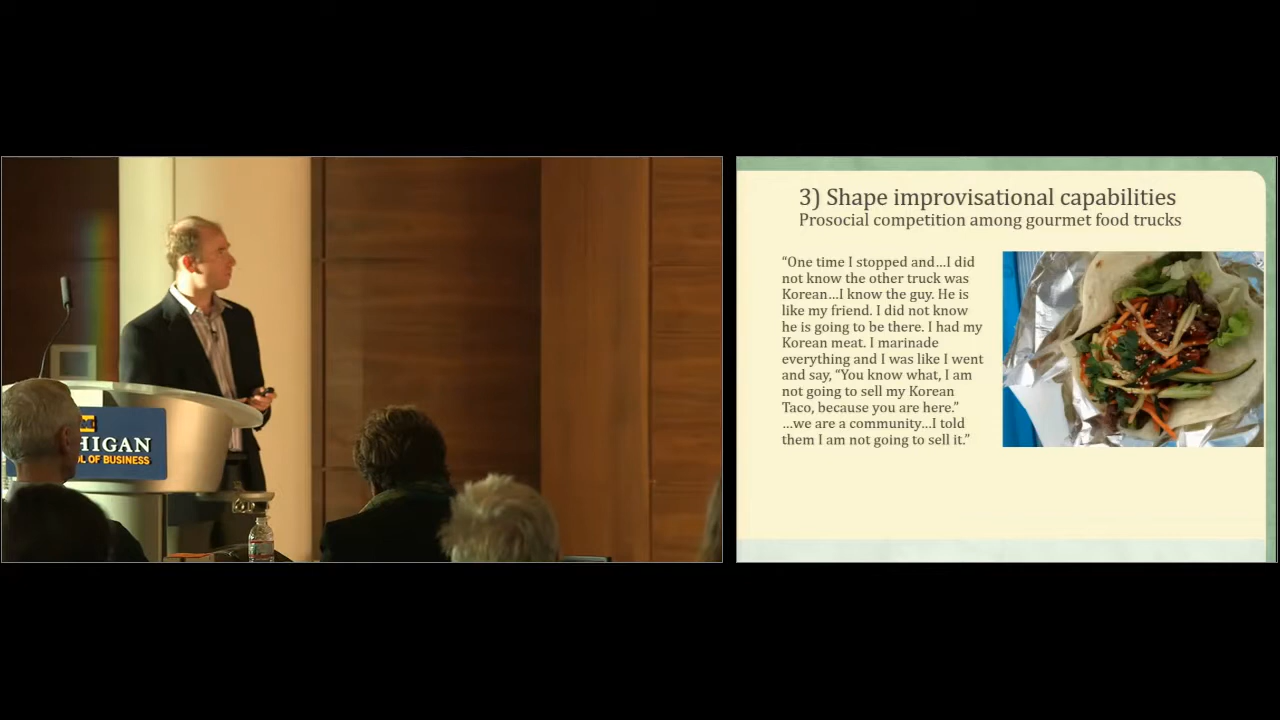 HIGAN
OL OF BUSINESS
3) Shape improvisational capabilities
Prosocial competition among gourmet food trucks
“One time I stopped and…I did
not know the other truck was
Korean…I know the guy. He is
like my friend. I did not know
he is going to be there. I had my
Korean meat. I marinade
everything and I was like I went
and say, “You know what, I am
not going to sell my Korean
Taco, because you are here.”
…we are a community…I told
them I am not going to sell it.”